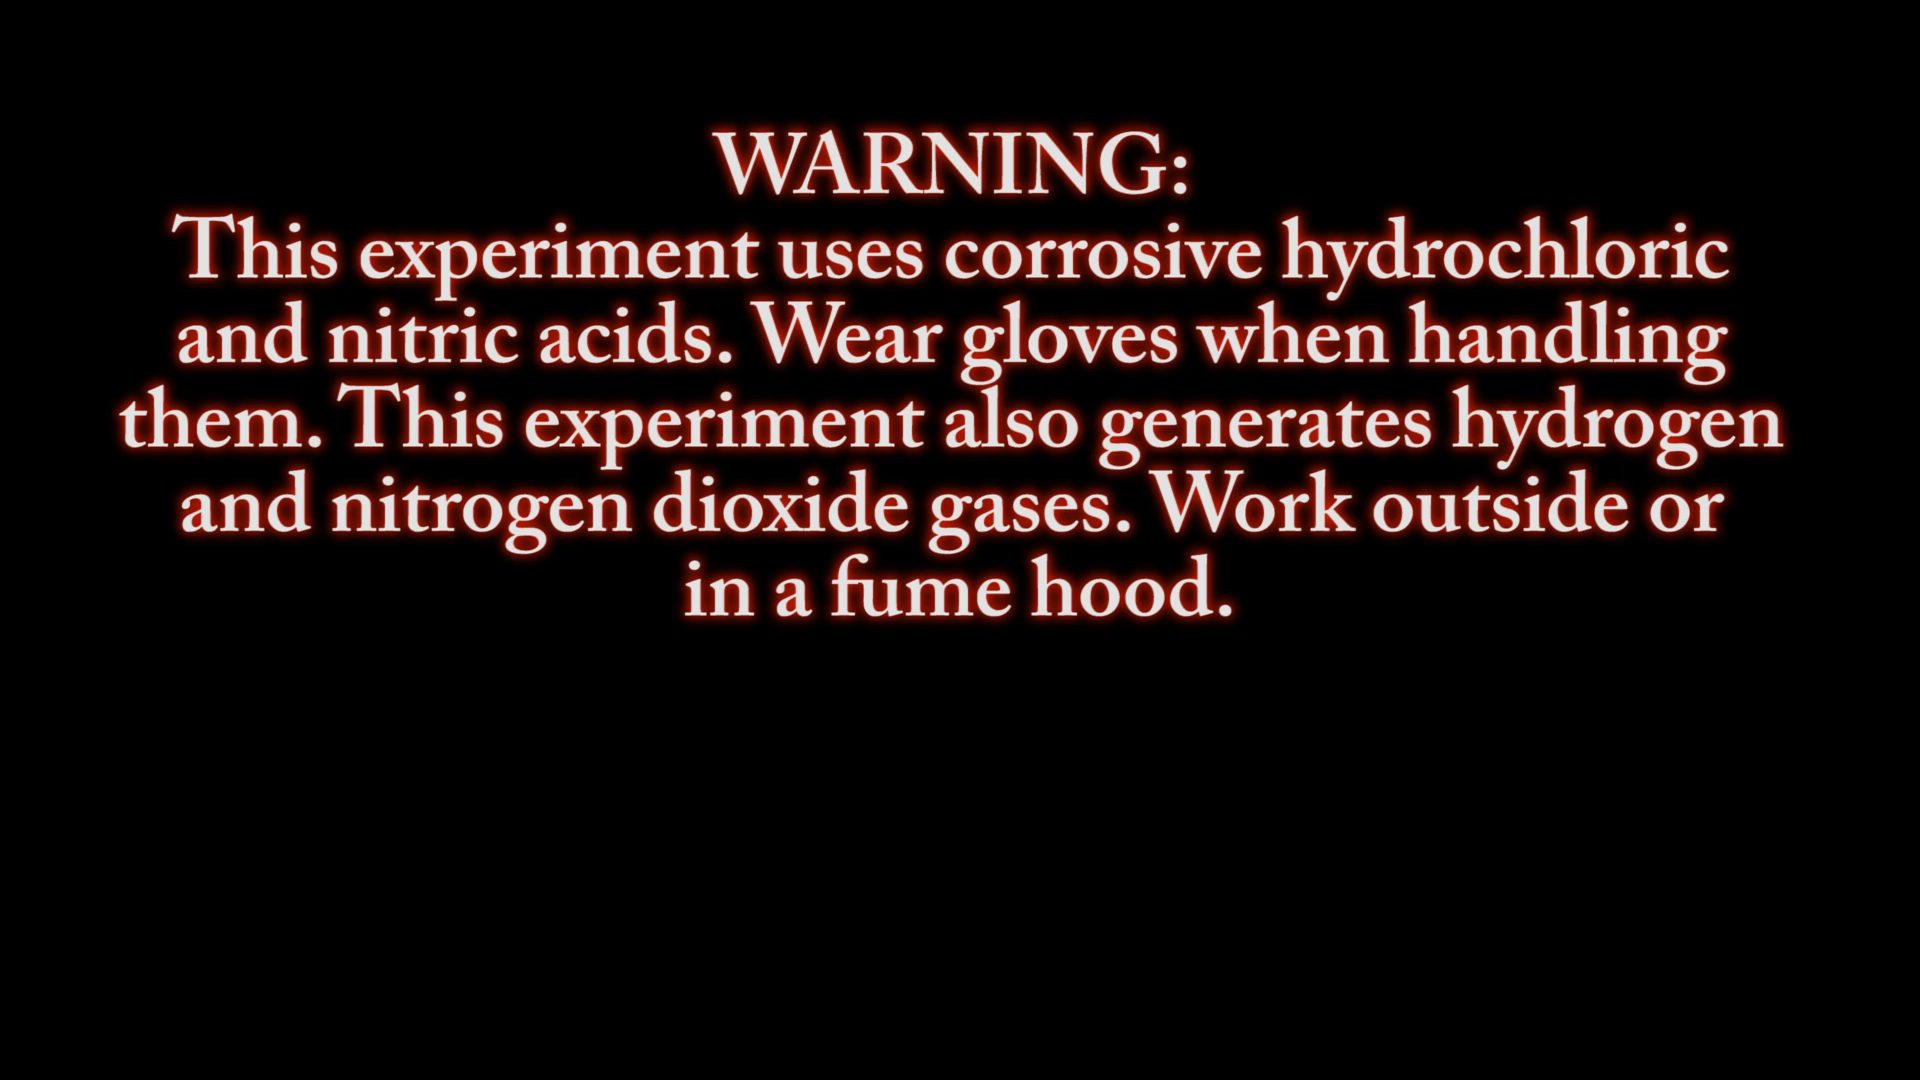 WARNING:
This experiment uses corrosive hydrochloric
and nitric acids. Wear gloves when handling
them. This experiment also generates hydrogen
and nitrogen dioxide gases. Work outside or
in a fume hood.